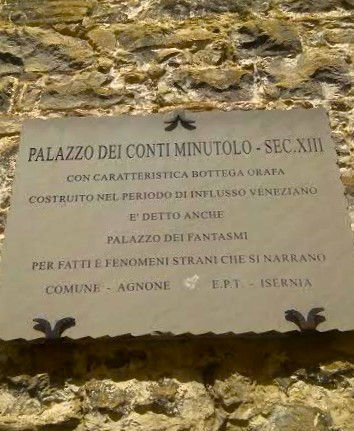 PALAZZO DEI CONTI MINUTOLO - SEC.XIII
CON CARATTERISTICA BOTTEGA ORAFA
COSTRUITO NEL PERIODO DI INFLUSSO VENEZIANO
E' DETTO ANCHE
PALAZZO DEI FANTASMI
PER FATTI E FENOMENI STRANI CHE SI NARRANO
COMUNE - AGNONE E.P.T. - ISERNIA